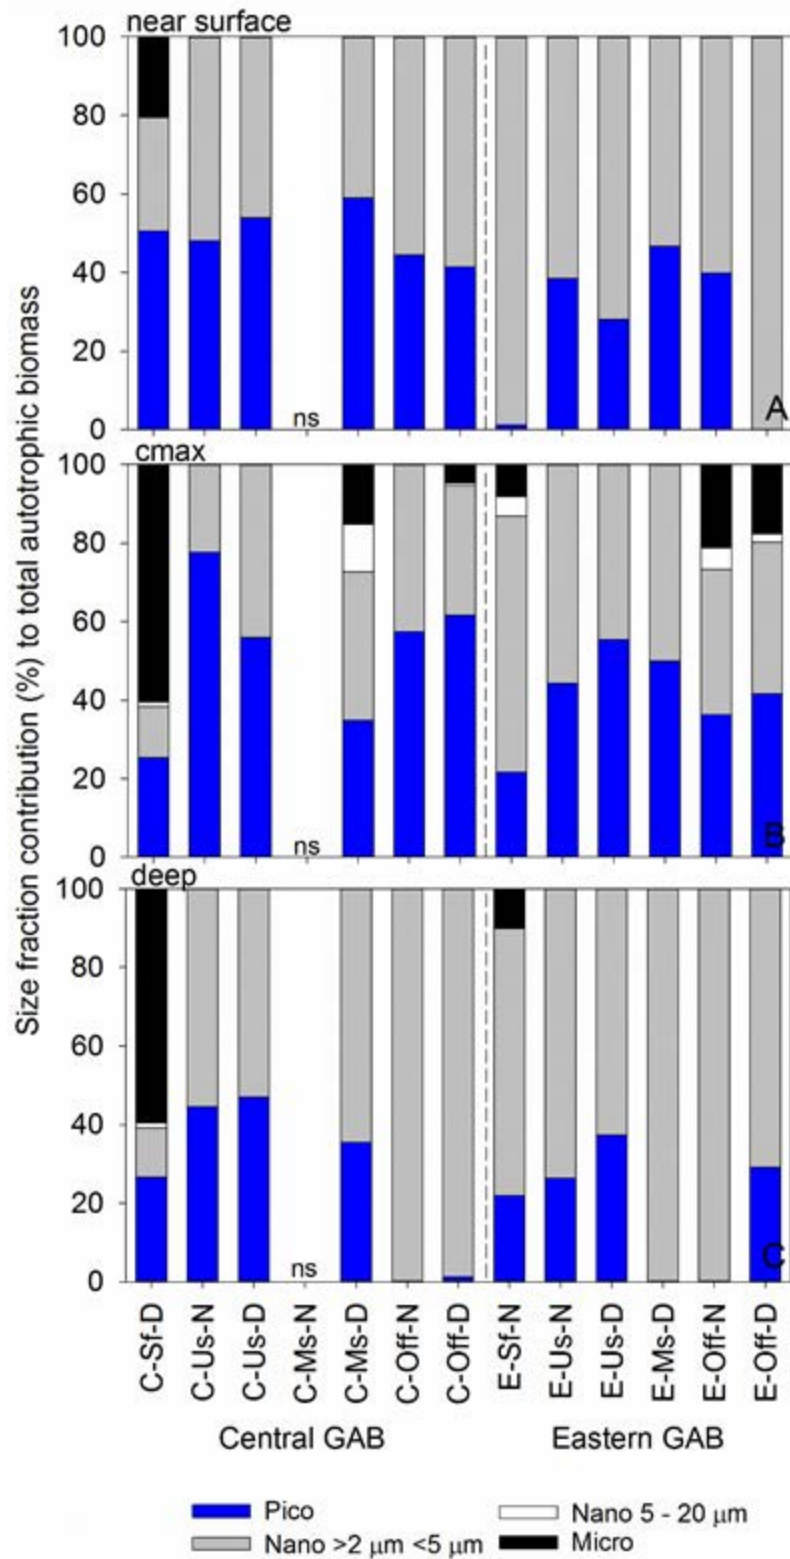 near surface
Size fraction contribution (%) to total autotrophic biomass
100
80
60
40
20
0
ns
A
cmax
100
80
60
40
20
0
ns
B
deep
100
80
60
40
20
0
ns
C
C-Sf-D
C-Us-N
C-Us-D
C-Ms-N
C-Ms-D
C-Off-N
C-Off-D
E-Sf-N
E-Us-N
E-Us-D
E-Ms-D
E-Off-N
E-Off-D
Central GAB
Eastern GAB
Pico
Nano 5 - 20 μm
Nano >2 μm <5 μm
Micro